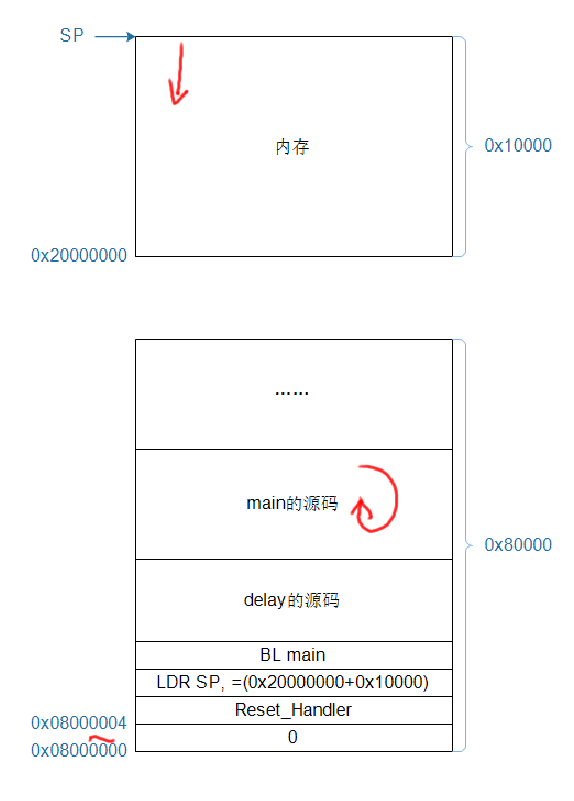 SP
内存
0x10000
0x20000000
......
main的源码
0x80000
delay的源码
BL main
LDR SP, =(0x20000000+0x10000)
Reset_Handler
0x08000004
0
0x08000000